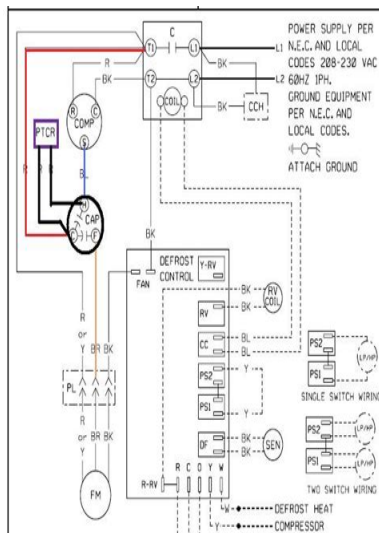 POWER SUPPLY PER
N.E.C. AND LOCAL
CODES 208-230 VAC
60HZ 1PH.
GROUND EQUIPMENT
PER N.E.C. AND
LOCAL CODES.
ATTACH GROUND
C
T1
L1
L1
R
BK
T2
L2
L2
BK
BK
COIL
CCH
R
C
COMP
S
PTCR
R
R
BL
H
CAP
C
F
BK
DEFROST
CONTROL
Y-RV
FAN
RV
BK
BK
RV
COIL
CC
BL
BL
PS2
Y
PS1
Y
DF
BK
BK
SEN
R
or
Y
BR
BK
PL
R
or
Y
BR
BK
FM
R-RV
R C O Y W
W
DEFROST HEAT
Y
COMPRESSOR
PS2
PS1
LP/HP
SINGLE SWITCH WIRING
PS2
LP/HP
PS1
LP/HP
TWO SWITCH WIRING